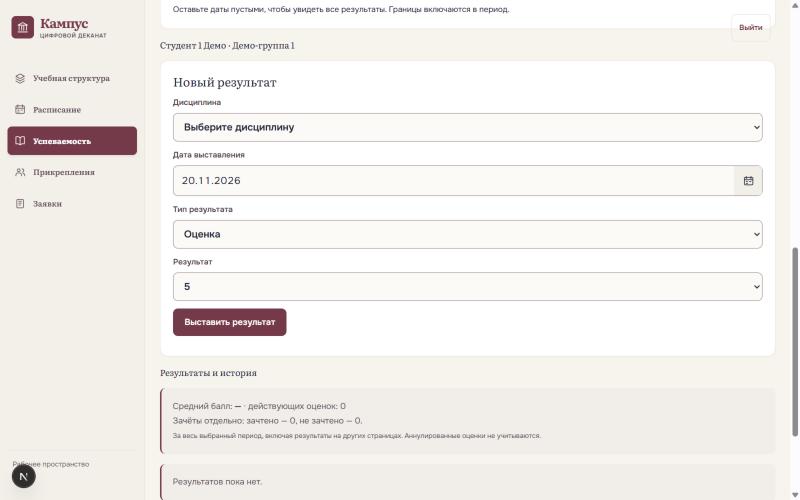 Кампус
ЦИФРОВОЙ ДЕКАНАТ
Учебная структура
Расписание
Успеваемость
Прикрепления
Заявки
Рабочее пространство
N
Оставьте даты пустыми, чтобы увидеть все результаты. Границы включаются в период.
Выйти
Студент 1 Демо · Демо-группа 1
Новый результат
Дисциплина
Выберите дисциплину
Дата выставления
20.11.2026
Тип результата
Оценка
Результат
5
Выставить результат
Результаты и история
Средний балл: — · действующих оценок: 0
Зачёты отдельно: зачтено — 0, не зачтено — 0.
За весь выбранный период, включая результаты на других страницах. Аннулированные оценки не учитываются.
Результатов пока нет.